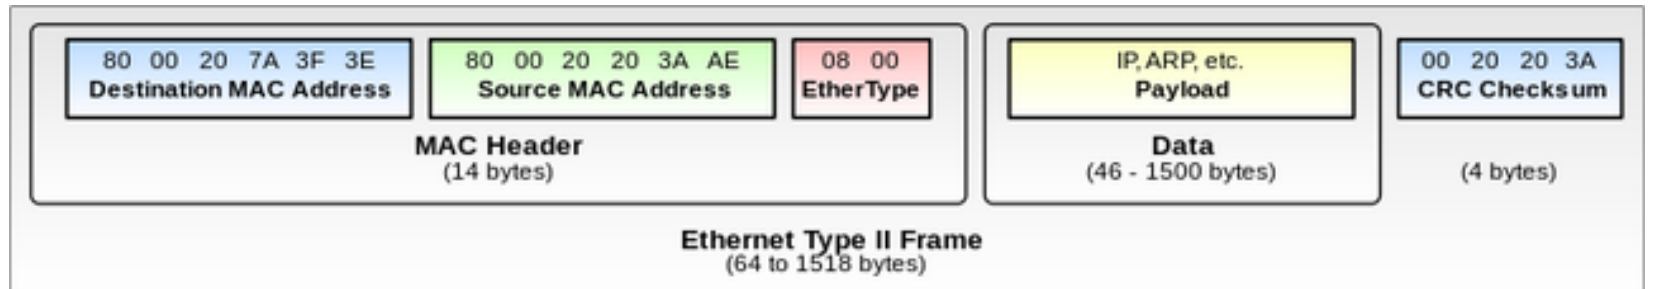 80 00 20 7A 3F 3E
Destination MAC Address
80 00 20 20 3A AE
Source MAC Address
08 00
EtherType
MAC Header
(14 bytes)
IP, ARP, etc.
Payload
Data
(46 - 1500 bytes)
00 20 20 3A
CRC Checksum
(4 bytes)
Ethernet Type II Frame
(64 to 1518 bytes)